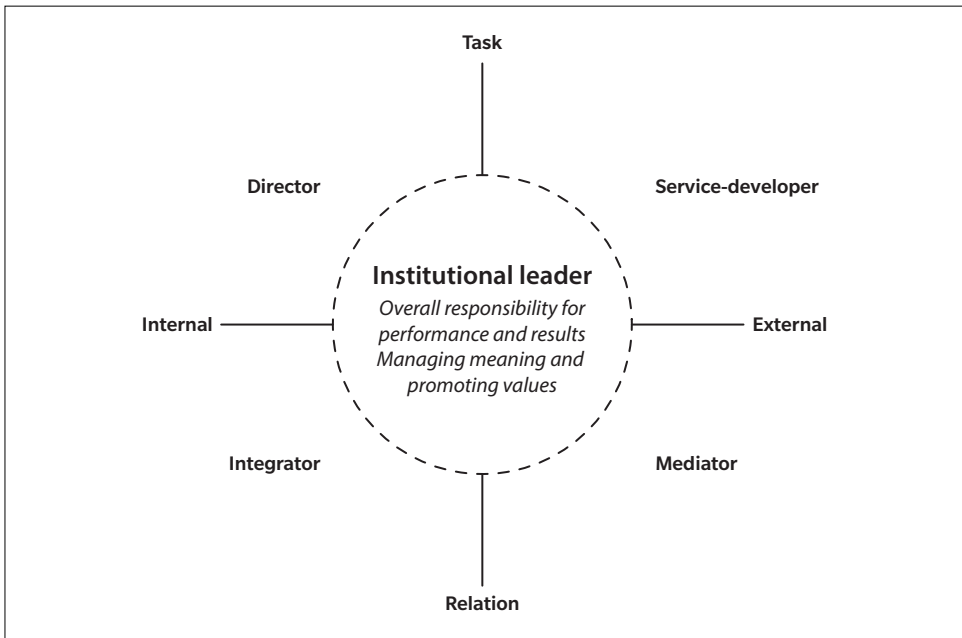 Task
Director
Service-developer
Institutional leader
Overall responsibility for
performance and results
Managing meaning and
promoting values
Internal
External
Integrator
Mediator
Relation